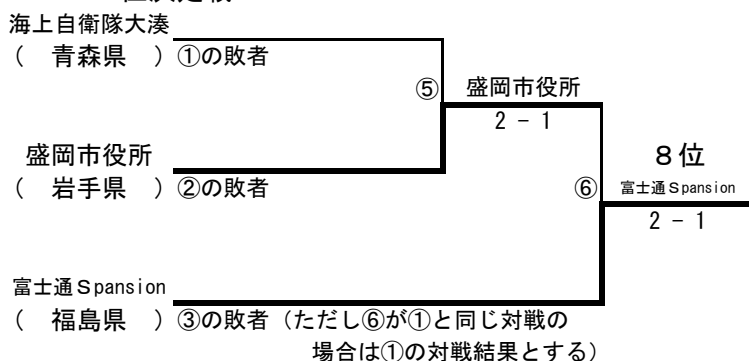 海上自衛隊大湊
( 青森県 ) ①の敗者
⑤ 盛岡市役所
2 - 1
盛岡市役所
( 岩手県 ) ②の敗者
8位
⑥ 富士通Spansion
2 - 1
富士通Spansion
( 福島県 ) ③の敗者（ただし⑥が①と同じ対戦の
場合は①の対戦結果とする）